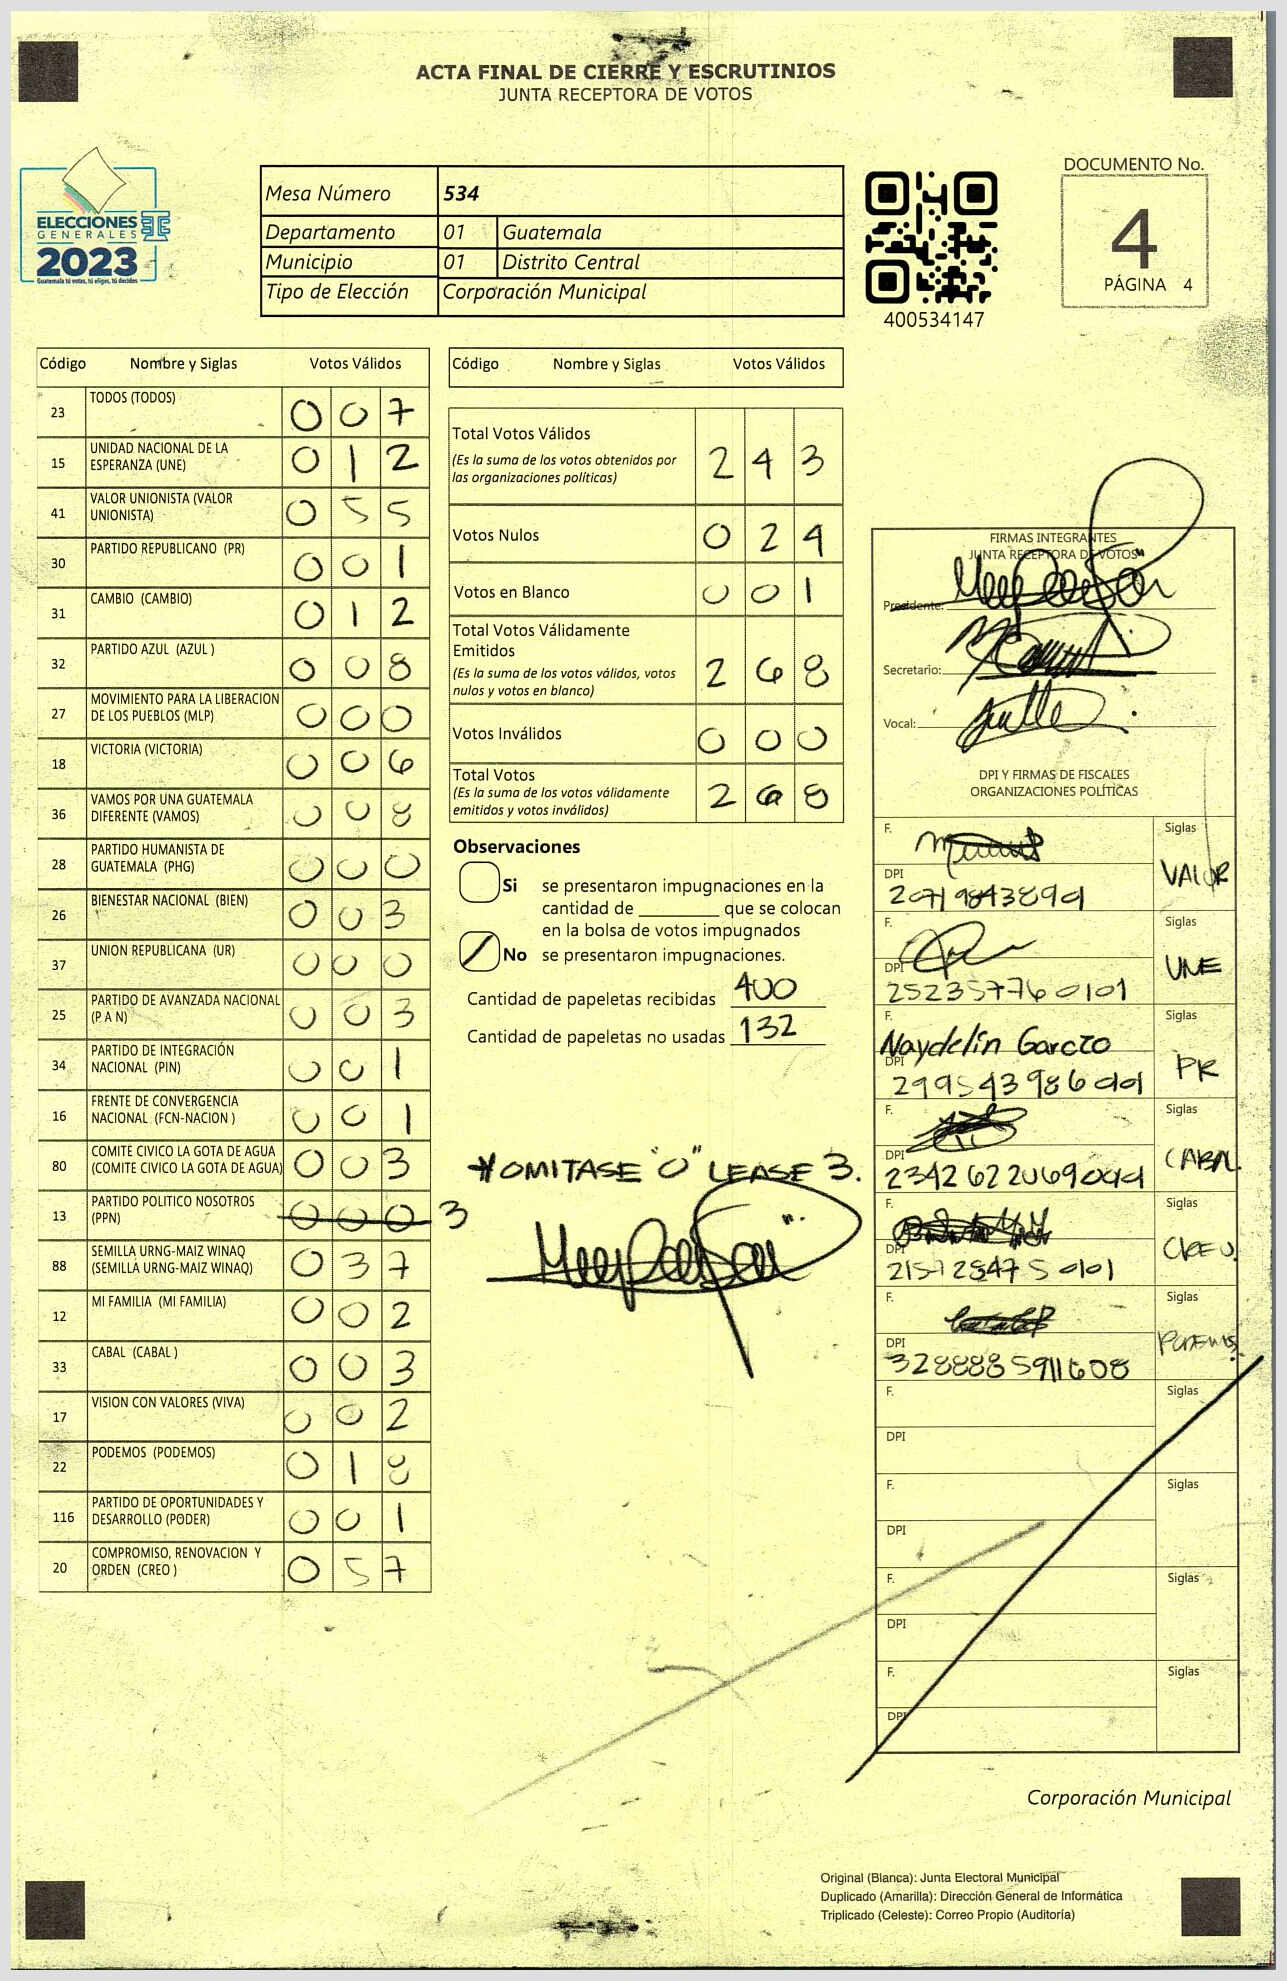 ACTA FINAL DE CIERRE Y ESCRUTINIOS
JUNTA RECEPTORA DE VOTOS
ELECCIONES
GENERALES
2023
Guatemala tú votas, tú eliges, tú decides
Mesa Número 534
Departamento 01 Guatemala
Municipio 01 Distrito Central
Tipo de Elección Corporación Municipal
400534147
DOCUMENTO No.
4
PÁGINA 4
Código Nombre y Siglas Votos Válidos
23 TODOS (TODOS) 0 0 7
15 UNIDAD NACIONAL DE LA ESPERANZA (UNE) 0 1 2
41 VALOR UNIONISTA (VALOR UNIONISTA) 0 5 5
30 PARTIDO REPUBLICANO (PR) 0 0 1
31 CAMBIO (CAMBIO) 0 1 2
32 PARTIDO AZUL (AZUL ) 0 0 8
27 MOVIMIENTO PARA LA LIBERACION DE LOS PUEBLOS (MLP) 0 0 0
18 VICTORIA (VICTORIA) 0 0 6
36 VAMOS POR UNA GUATEMALA DIFERENTE (VAMOS) 0 0 8
28 PARTIDO HUMANISTA DE GUATEMALA (PHG) 0 0 0
26 BIENESTAR NACIONAL (BIEN) 0 0 3
37 UNION REPUBLICANA (UR) 0 0 0
25 PARTIDO DE AVANZADA NACIONAL (P A N) 0 0 3
34 PARTIDO DE INTEGRACIÓN NACIONAL (PIN) 0 0 1
16 FRENTE DE CONVERGENCIA NACIONAL (FCN-NACION ) 0 0 1
80 COMITE CIVICO LA GOTA DE AGUA (COMITE CIVICO LA GOTA DE AGUA) 0 0 3
13 PARTIDO POLITICO NOSOTROS (PPN) 0 0 0 3
88 SEMILLA URNG-MAIZ WINAQ (SEMILLA URNG-MAIZ WINAQ) 0 3 7
12 MI FAMILIA (MI FAMILIA) 0 0 2
33 CABAL (CABAL ) 0 0 3
17 VISION CON VALORES (VIVA) 0 0 2
22 PODEMOS (PODEMOS) 0 1 8
116 PARTIDO DE OPORTUNIDADES Y DESARROLLO (PODER) 0 0 1
20 COMPROMISO, RENOVACION Y ORDEN (CREO ) 0 5 7
Código Nombre y Siglas Votos Válidos
Total Votos Válidos 2 4 3
(Es la suma de los votos obtenidos por
las organizaciones políticas)
Votos Nulos 0 2 4
Votos en Blanco 0 0 1
Total Votos Válidamente
Emitidos 2 6 8
(Es la suma de los votos válidos, votos
nulos y votos en blanco)
Votos Inválidos 0 0 0
Total Votos 2 6 8
(Es la suma de los votos válidamente
emitidos y votos inválidos)
Observaciones
Si se presentaron impugnaciones en la
cantidad de ________ que se colocan
en la bolsa de votos impugnados
No se presentaron impugnaciones.
Cantidad de papeletas recibidas 400
Cantidad de papeletas no usadas 132
*OMITASE "0" LEASE 3.
FIRMAS INTEGRANTES
JUNTA RECEPTORA DE VOTOS
Presidente:
Secretario:
Vocal:
DPI Y FIRMAS DE FISCALES
ORGANIZACIONES POLÍTICAS
F. Siglas
VALOR
DPI
F. Siglas
UNE
DPI
252357760101
F. Siglas
Naydelin Garcia
PR
DPI
F. Siglas
CABAL.
DPI
F. Siglas
CREO.
DPI
F. Siglas
PODEMOS.
DPI
3288885911608
F. Siglas
DPI
F. Siglas
DPI
F. Siglas
DPI
F. Siglas
DPI
Corporación Municipal
Original (Blanca): Junta Electoral Municipal
Duplicado (Amarilla): Dirección General de Informática
Triplicado (Celeste): Correo Propio (Auditoría)